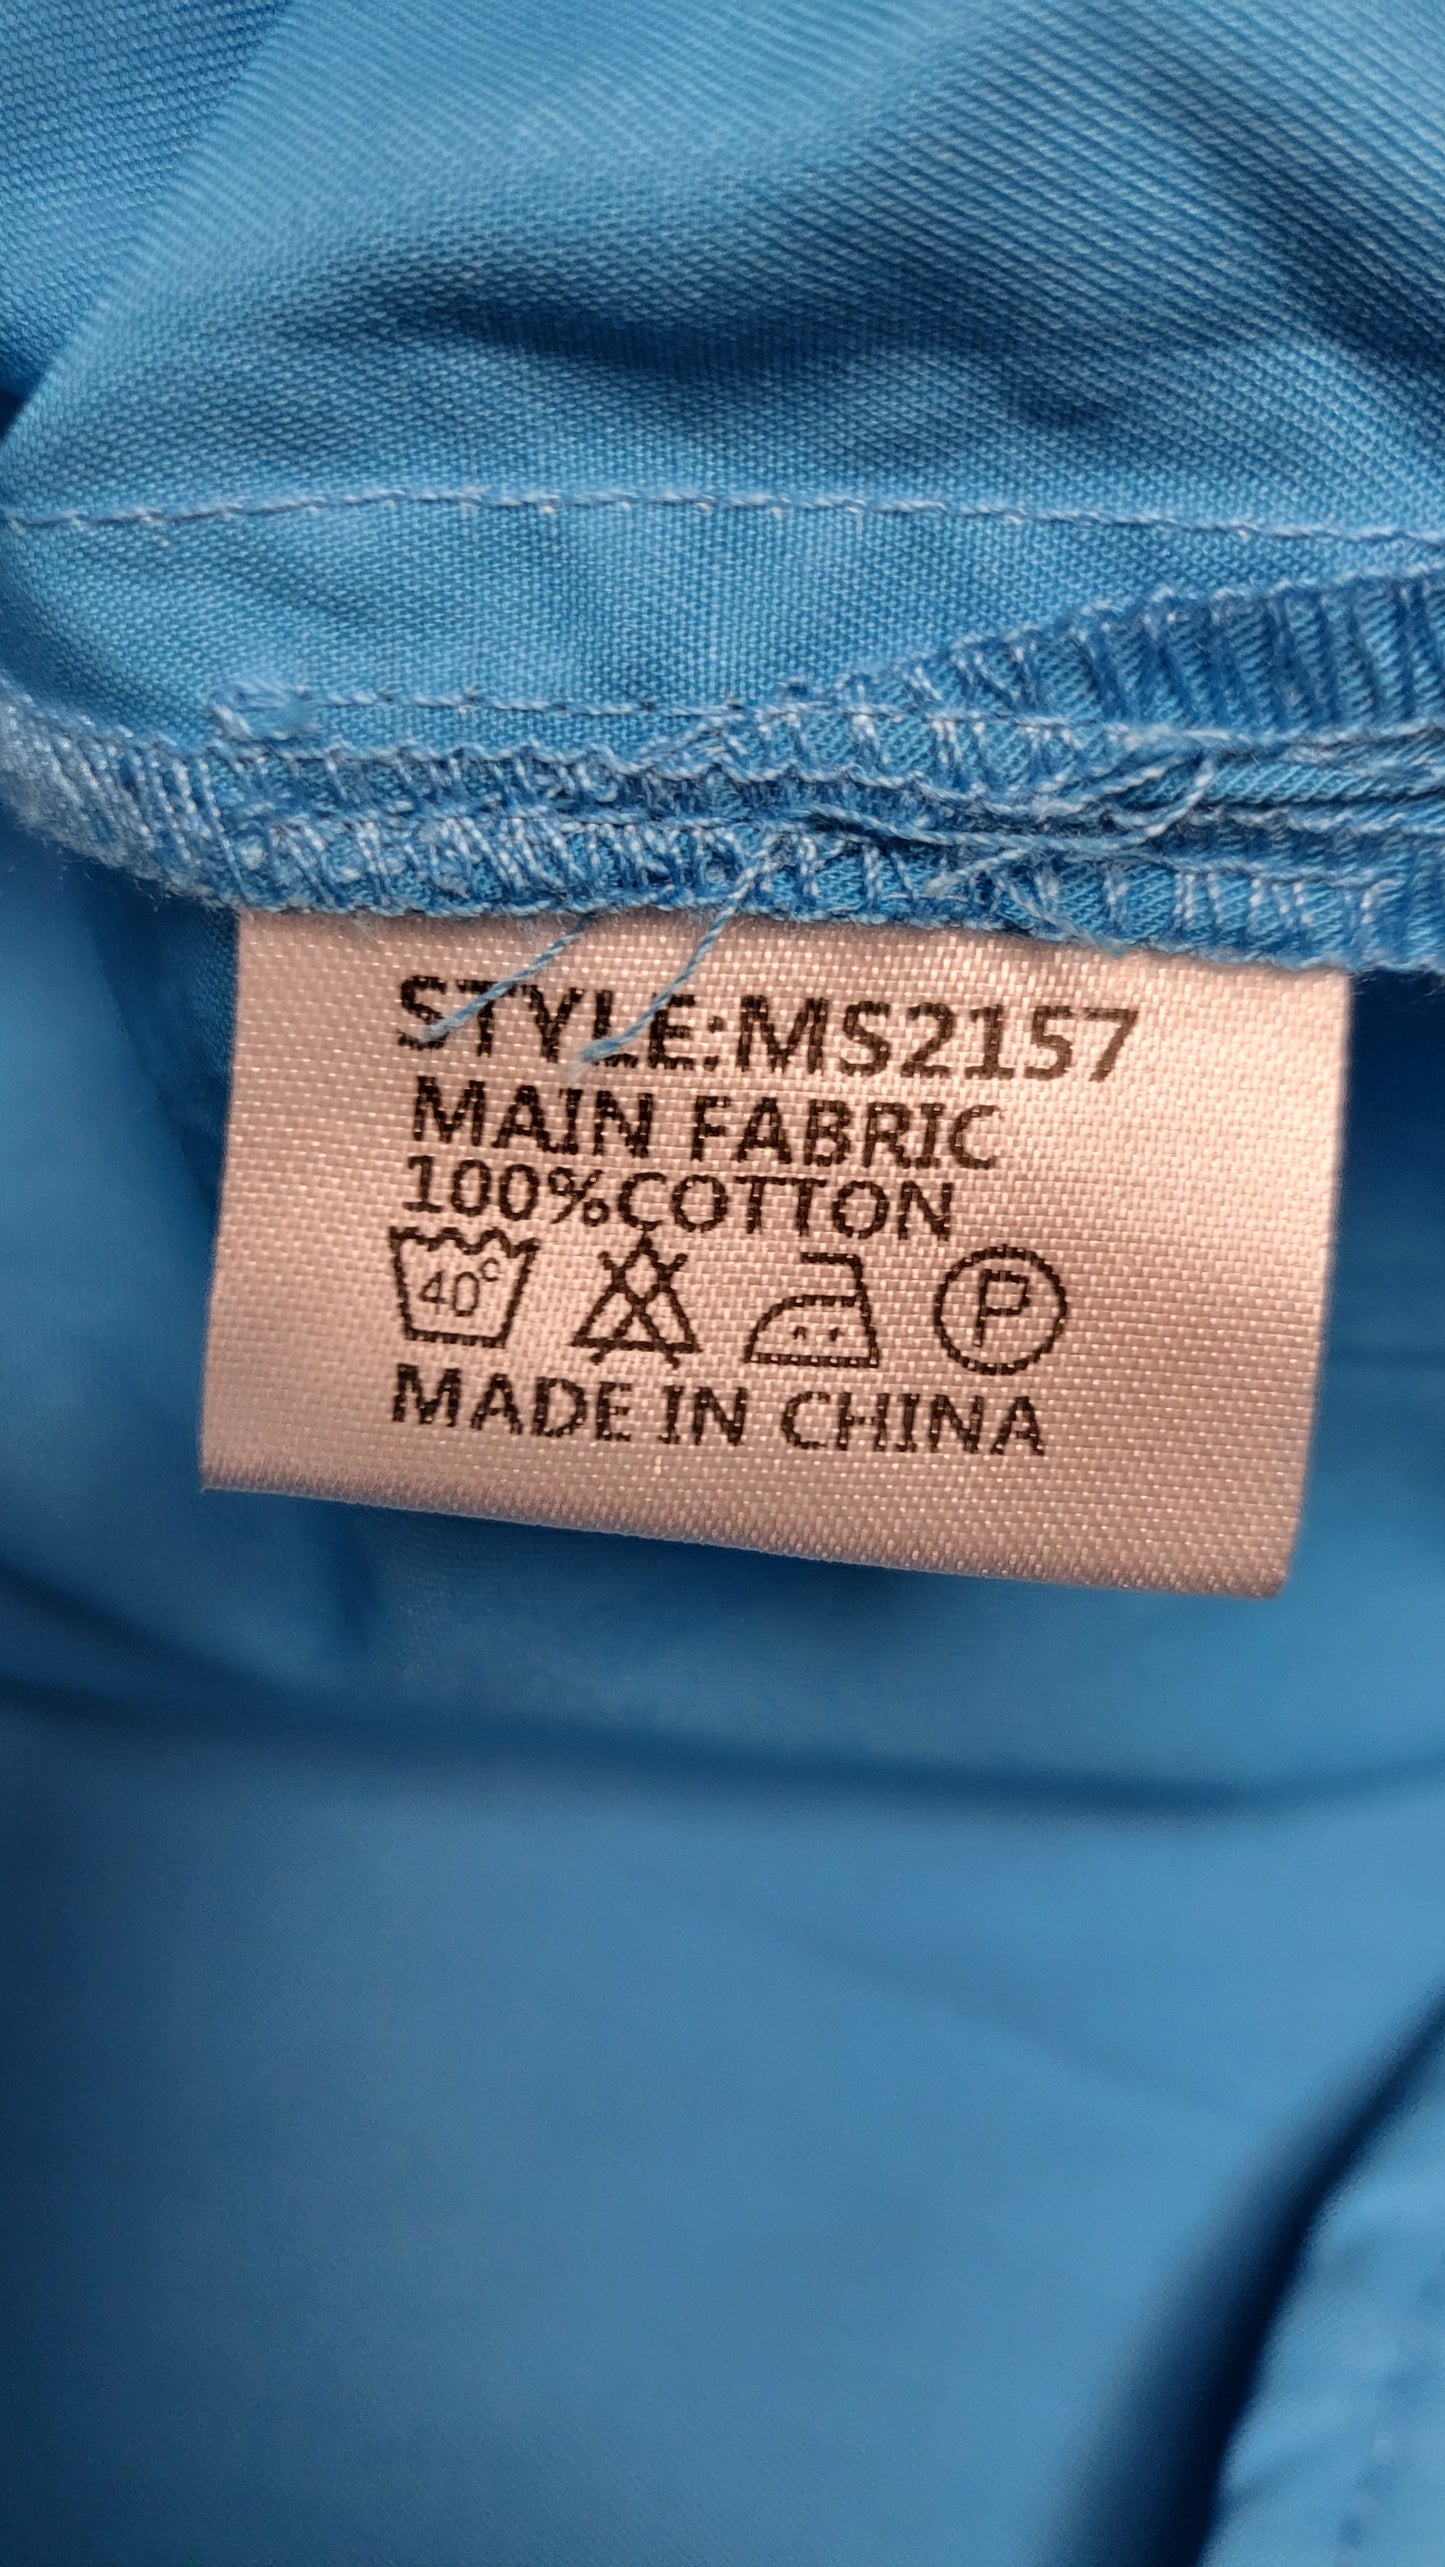 STYLE:MS2157
MAIN FABRIC
100%COTTON
40°C P
MADE IN CHINA